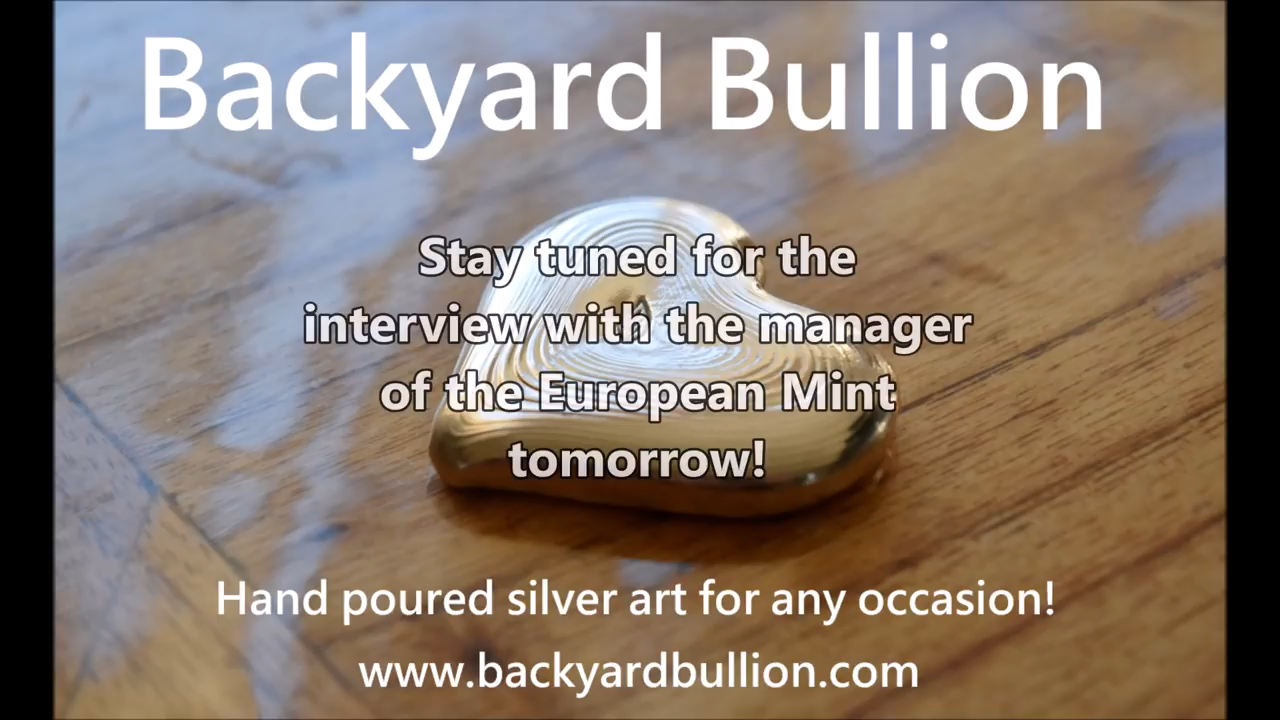 Backyard Bullion
Stay tuned for the
interview with the manager
of the European Mint
tomorrow!
Hand poured silver art for any occasion!
www.backyardbullion.com